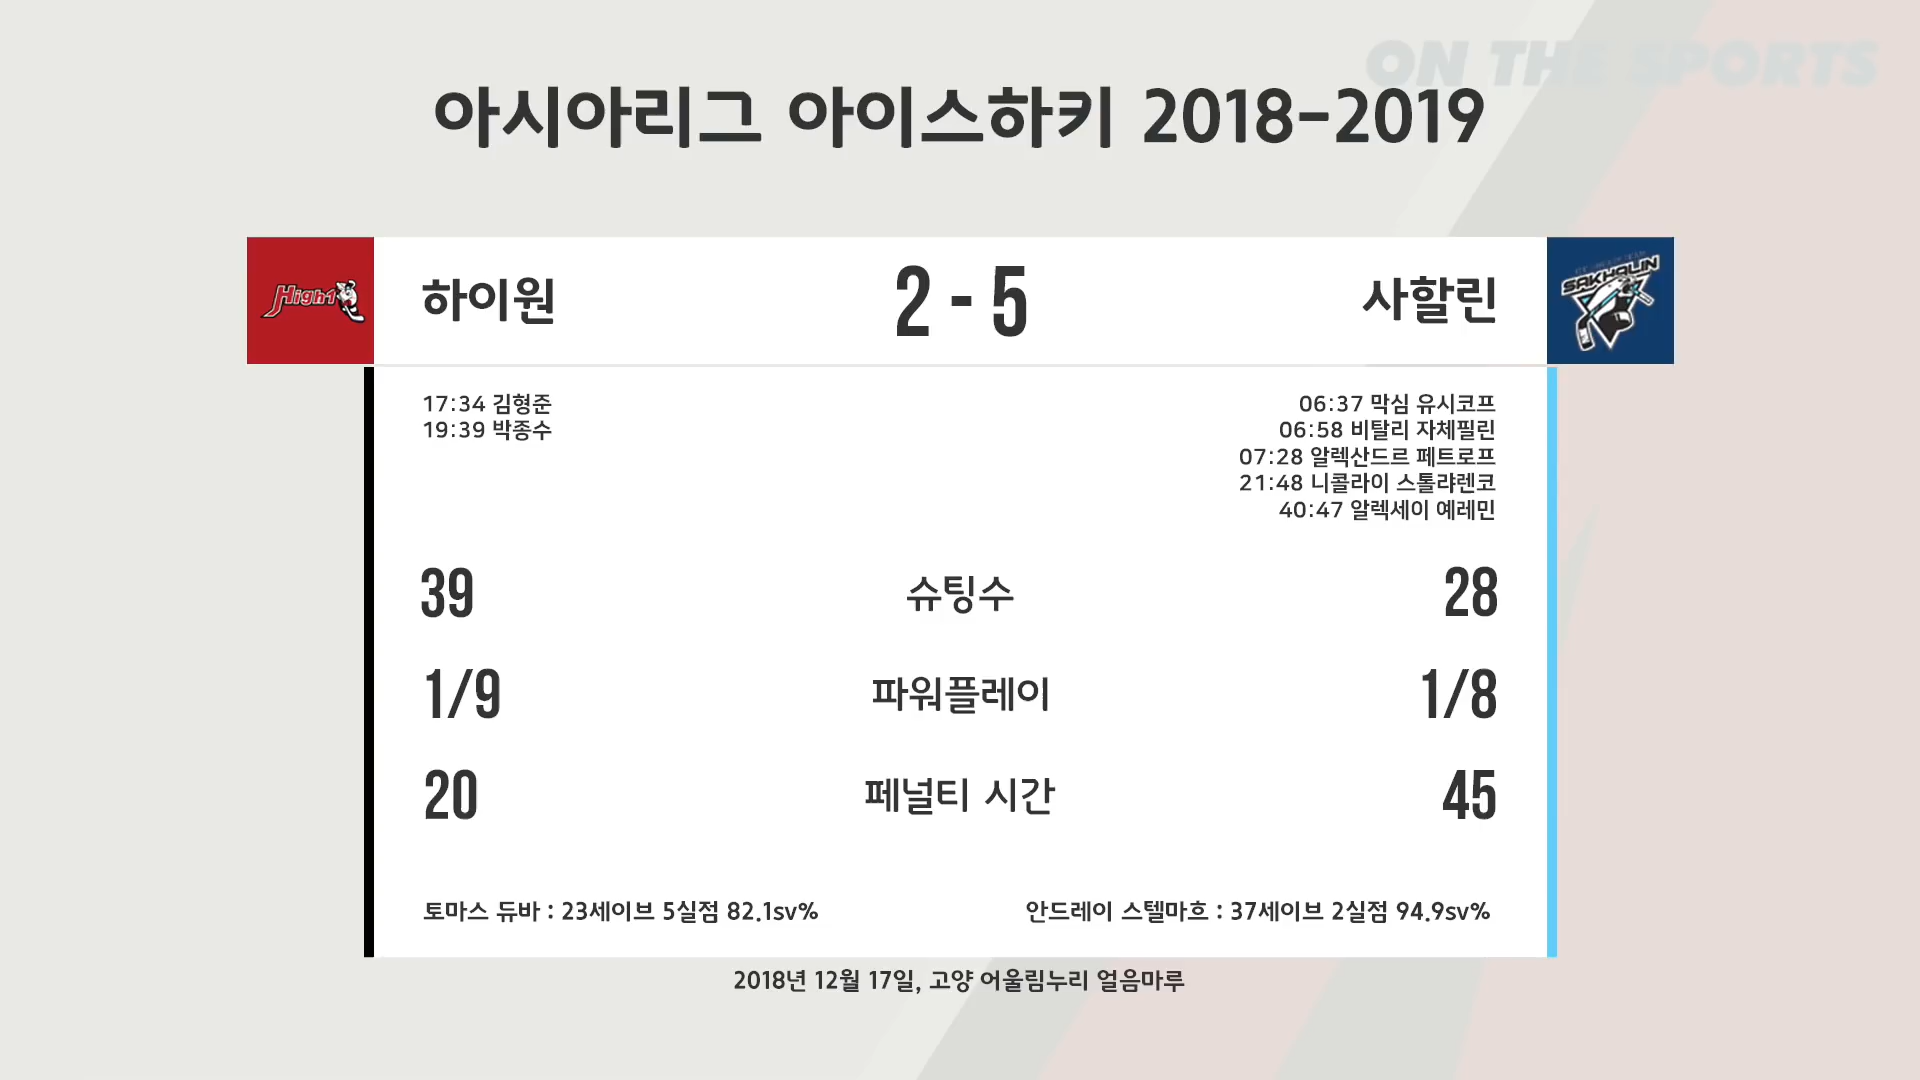 ON THE SPORTS
아시아리그 아이스하키 2018-2019
High1
하이원
2 - 5
사할린
SAKHALIN
17:34 김형준
19:39 박종수
06:37 막심 유시코프
06:58 비탈리 자체필린
07:28 알렉산드르 페트로프
21:48 니콜라이 스톨랴렌코
40:47 알렉세이 예레민
39 슈팅수 28
1/9 파워플레이 1/8
20 페널티 시간 45
토마스 듀바 : 23세이브 5실점 82.1sv%
안드레이 스텔마흐 : 37세이브 2실점 94.9sv%
2018년 12월 17일, 고양 어울림누리 얼음마루